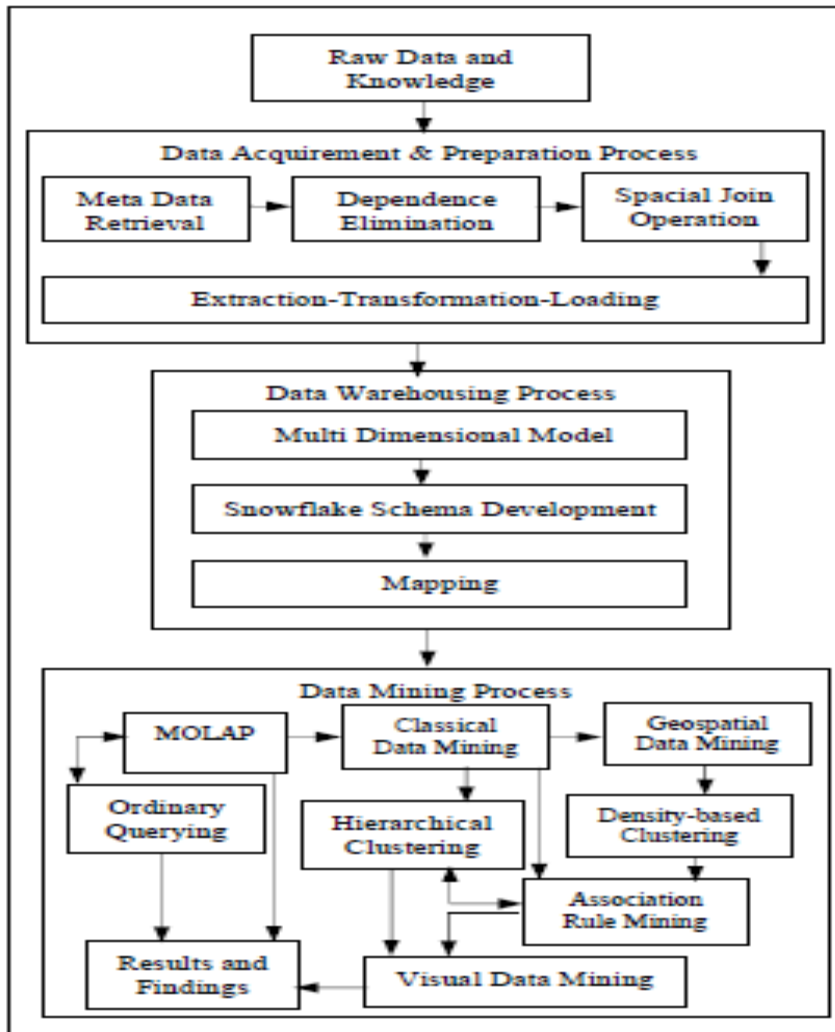 Raw Data and
Knowledge
Data Acquirement & Preparation Process
Meta Data
Retrieval
Dependence
Elimination
Spacial Join
Operation
Extraction-Transformation-Loading
Data Warehousing Process
Multi Dimensional Model
Snowflake Schema Development
Mapping
Data Mining Process
MOLAP
Classical
Data Mining
Geospatial
Data Mining
Ordinary
Querying
Hierarchical
Clustering
Density-based
Clustering
Association
Rule Mining
Results and
Findings
Visual Data Mining